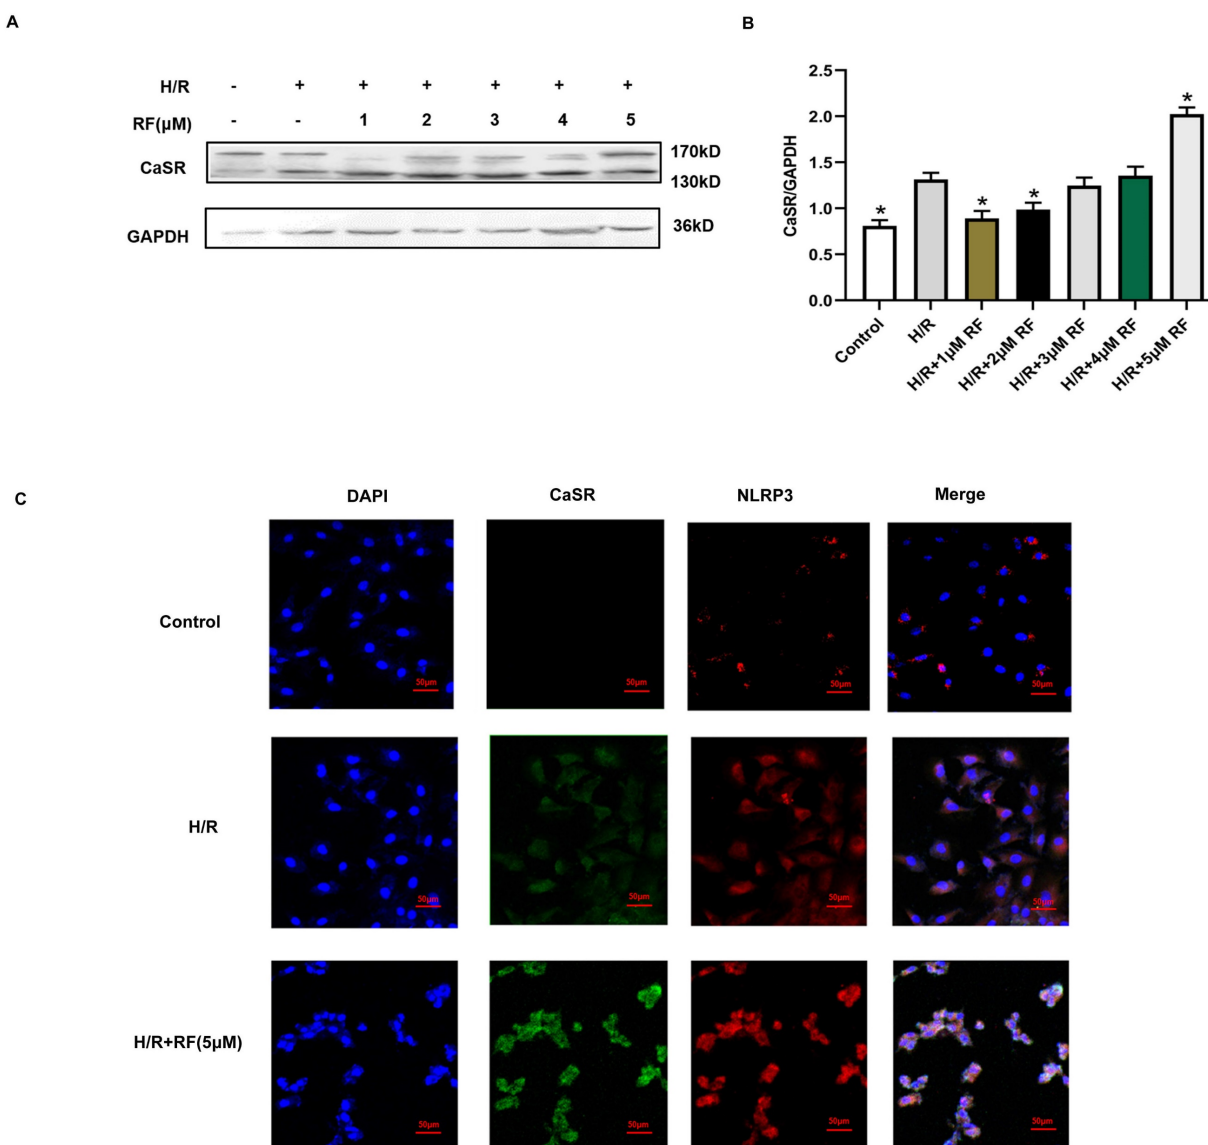 A
H/R - + + + + + +
RF(μM) - - 1 2 3 4 5
CaSR
170kD
130kD
GAPDH
36kD
B
CaSR/GAPDH
2.5
2.0
1.5
1.0
0.5
0.0
* * * *
Control
H/R
H/R+1μM RF
H/R+2μM RF
H/R+3μM RF
H/R+4μM RF
H/R+5μM RF
C
DAPI CaSR NLRP3 Merge
Control
50μm 50μm 50μm 50μm
H/R
50μm 50μm 50μm 50μm
H/R+RF(5μM)
50μm 50μm 50μm 50μm